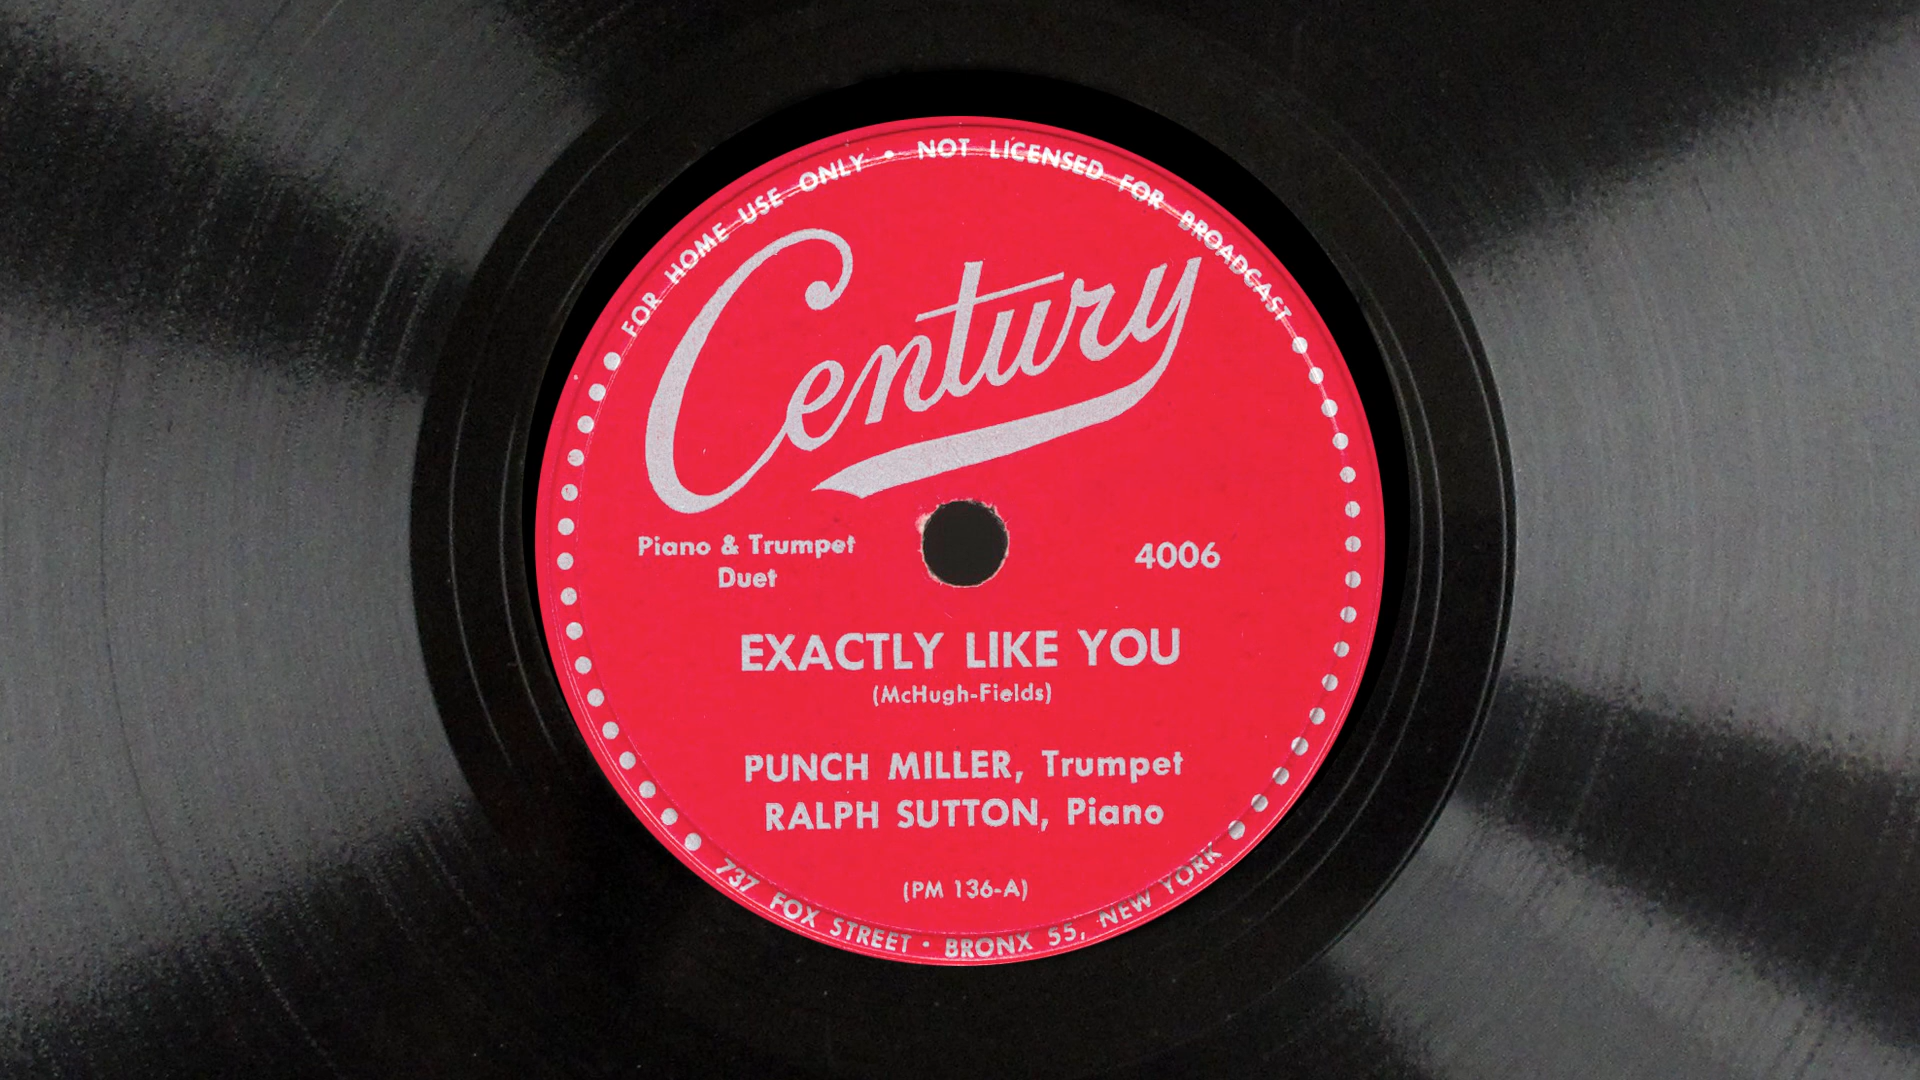 FOR HOME USE ONLY • NOT LICENSED FOR BROADCAST
Century
Piano & Trumpet
Duet
4006
EXACTLY LIKE YOU
(McHugh-Fields)
PUNCH MILLER, Trumpet
RALPH SUTTON, Piano
(PM 136-A)
737 FOX STREET • BRONX 55, NEW YORK